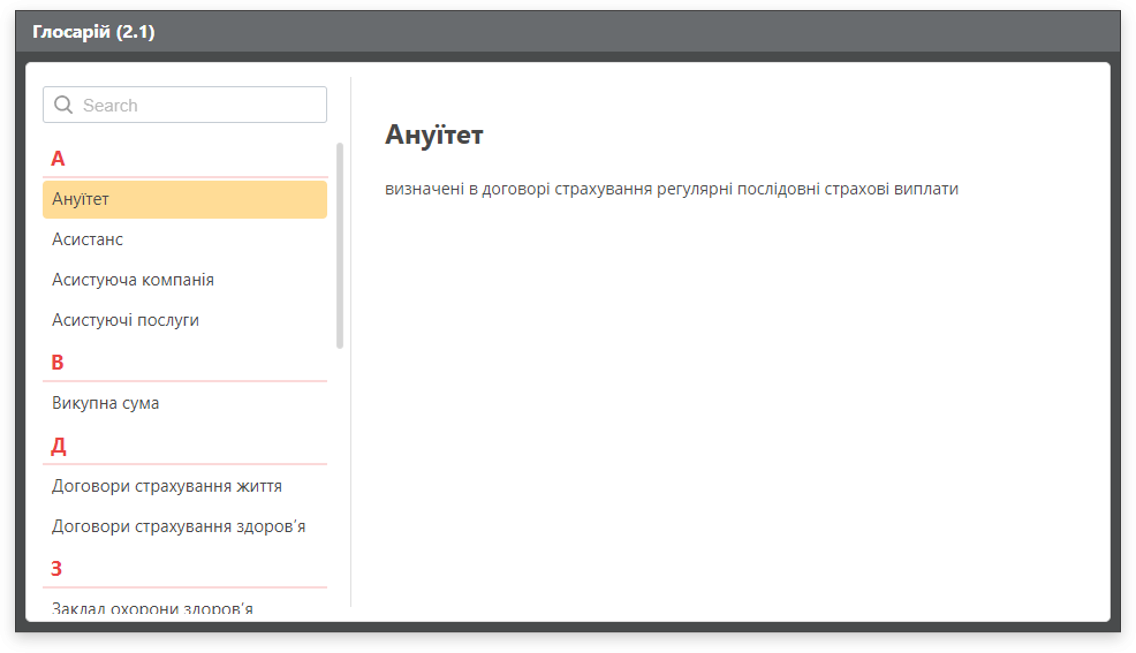 Глосарій (2.1)
Search
А
Ануїтет
Асистанс
Асистуюча компанія
Асистуючі послуги
В
Викупна сума
Д
Договори страхування життя
Договори страхування здоров’я
З
Заклад охорони здоров’я
Ануїтет
визначені в договорі страхування регулярні послідовні страхові виплати